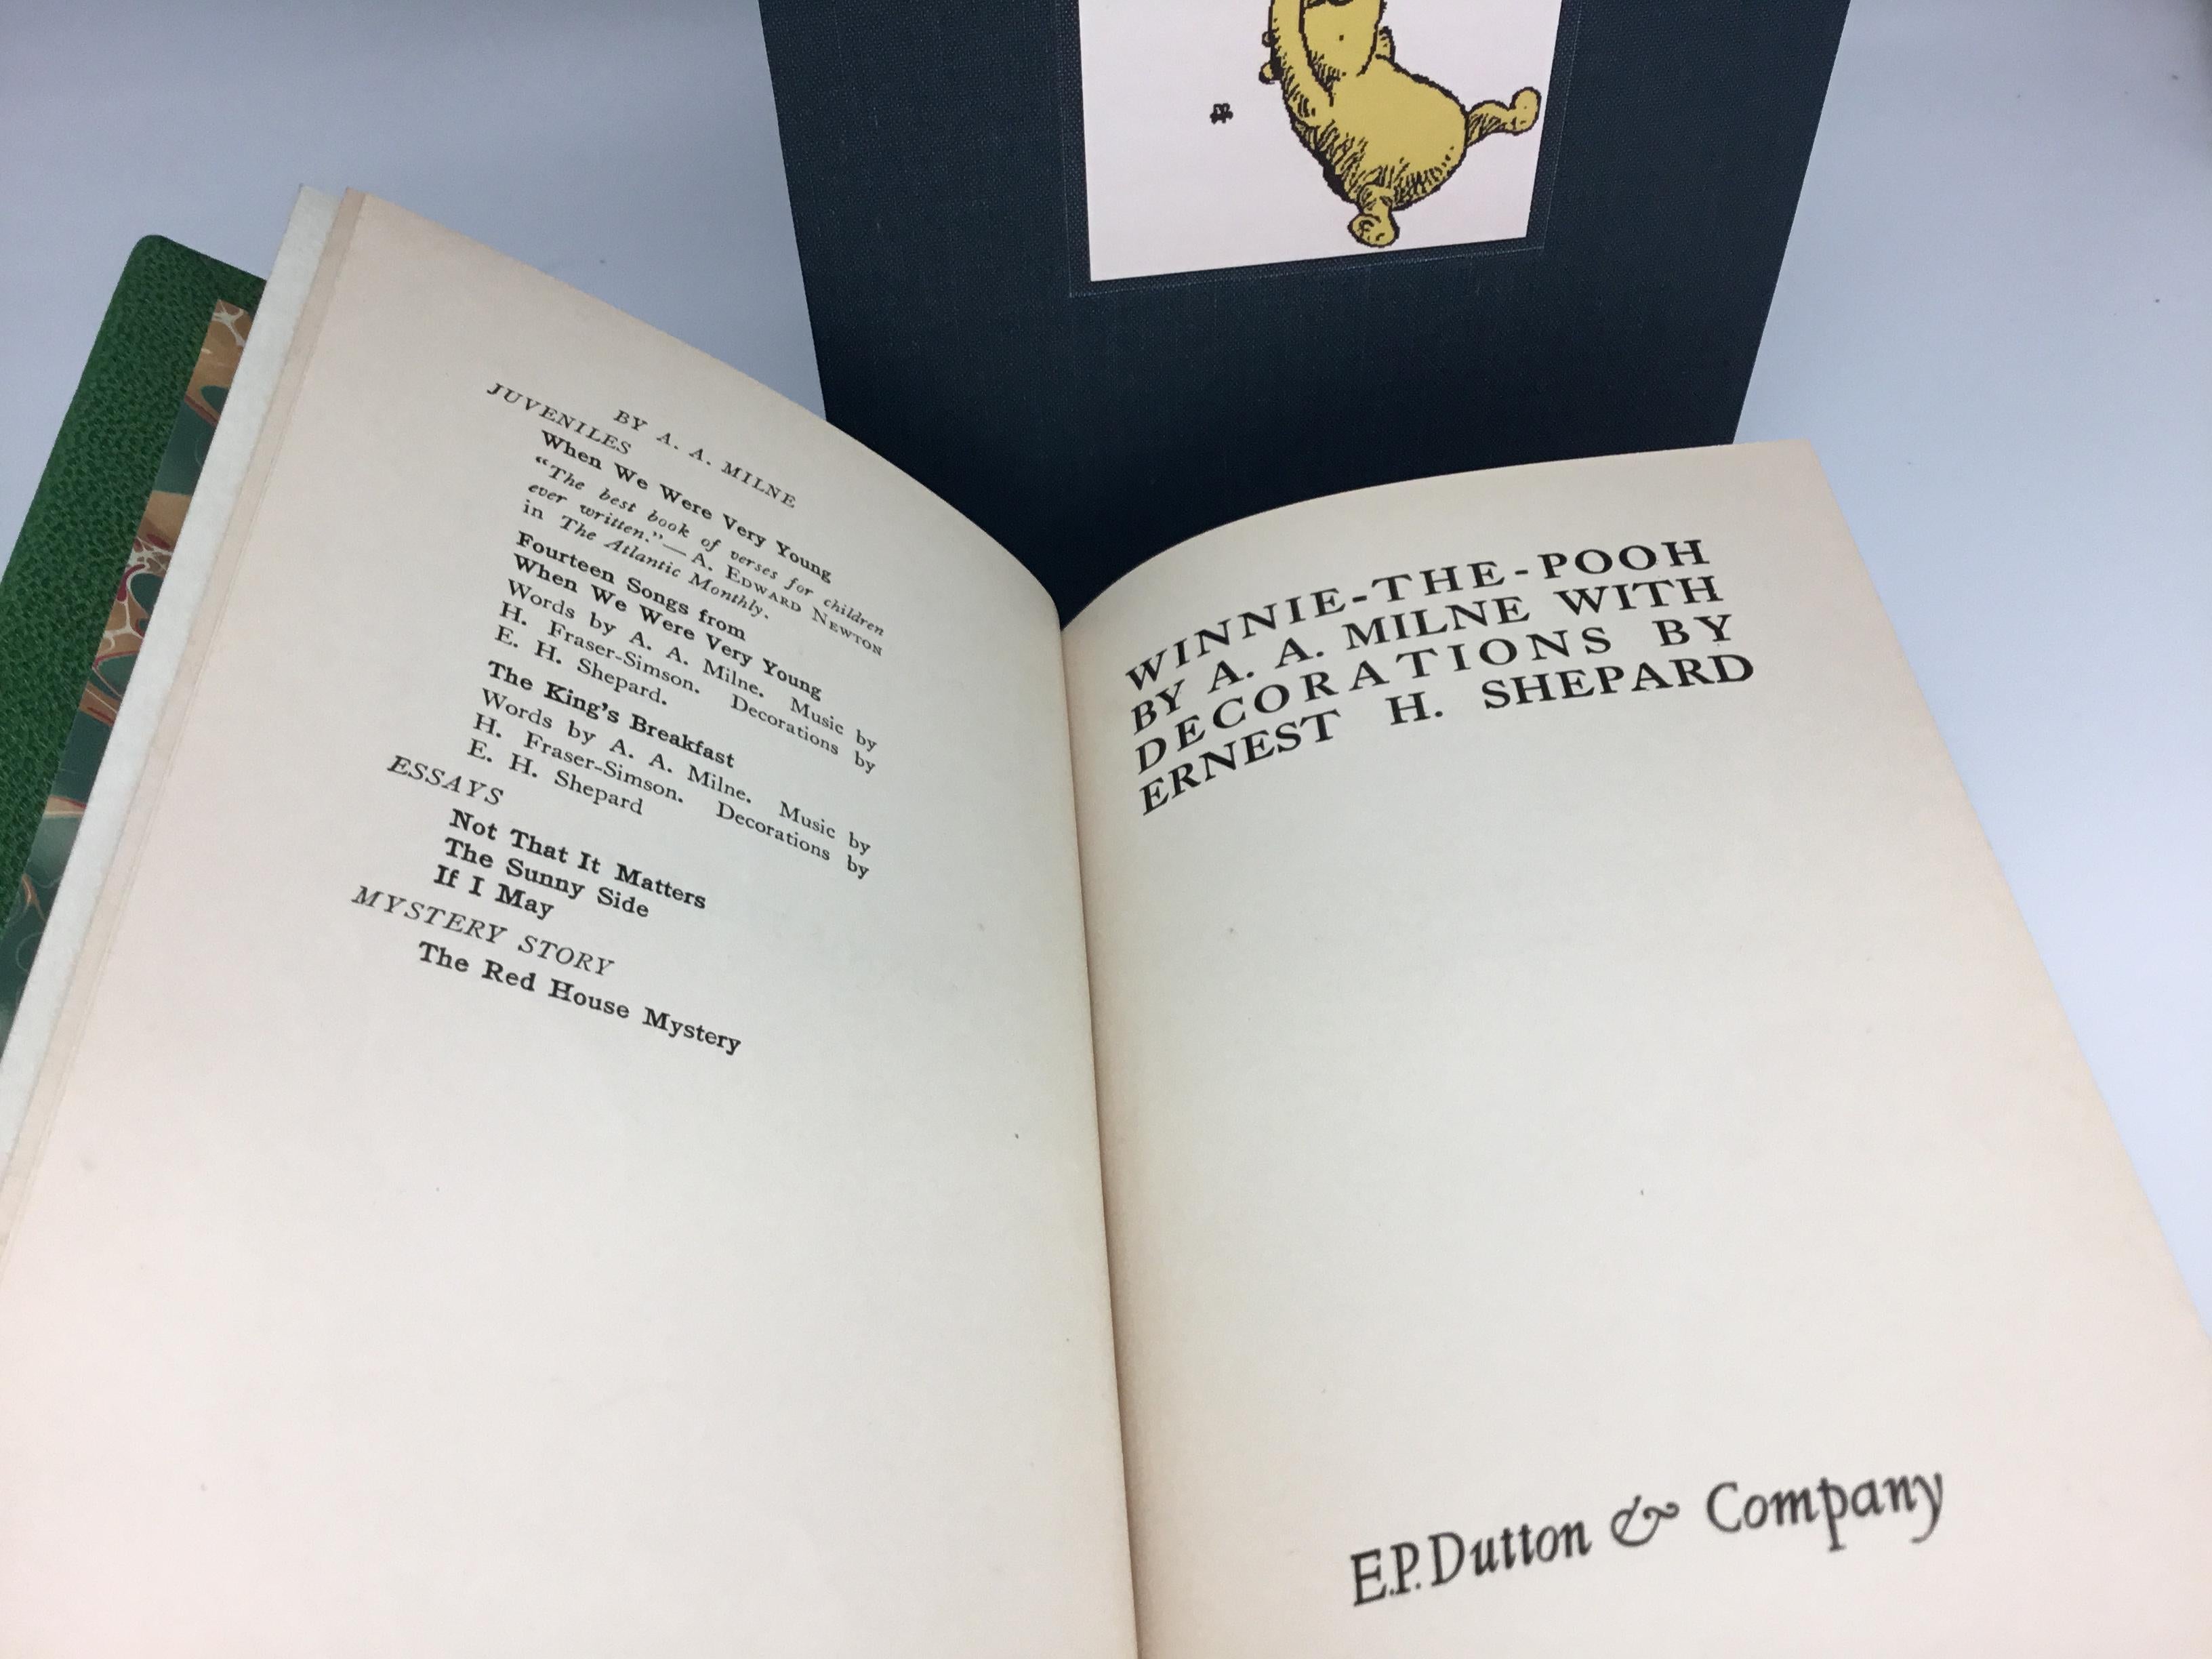 BY A. A. MILNE
JUVENILES
When We Were Very Young
"The best book of verses for children
ever written."—A. EDWARD NEWTON
in The Atlantic Monthly.
Fourteen Songs from
When We Were Very Young
Words by A. A. Milne. Music by
H. Fraser-Simson. Decorations by
E. H. Shepard.
The King's Breakfast
Words by A. A. Milne. Music by
H. Fraser-Simson. Decorations by
E. H. Shepard
ESSAYS
Not That It Matters
The Sunny Side
If I May
MYSTERY STORY
The Red House Mystery
WINNIE-THE-POOH
BY A. A. MILNE WITH
DECORATIONS BY
ERNEST H. SHEPARD
E.P. Dutton & Company